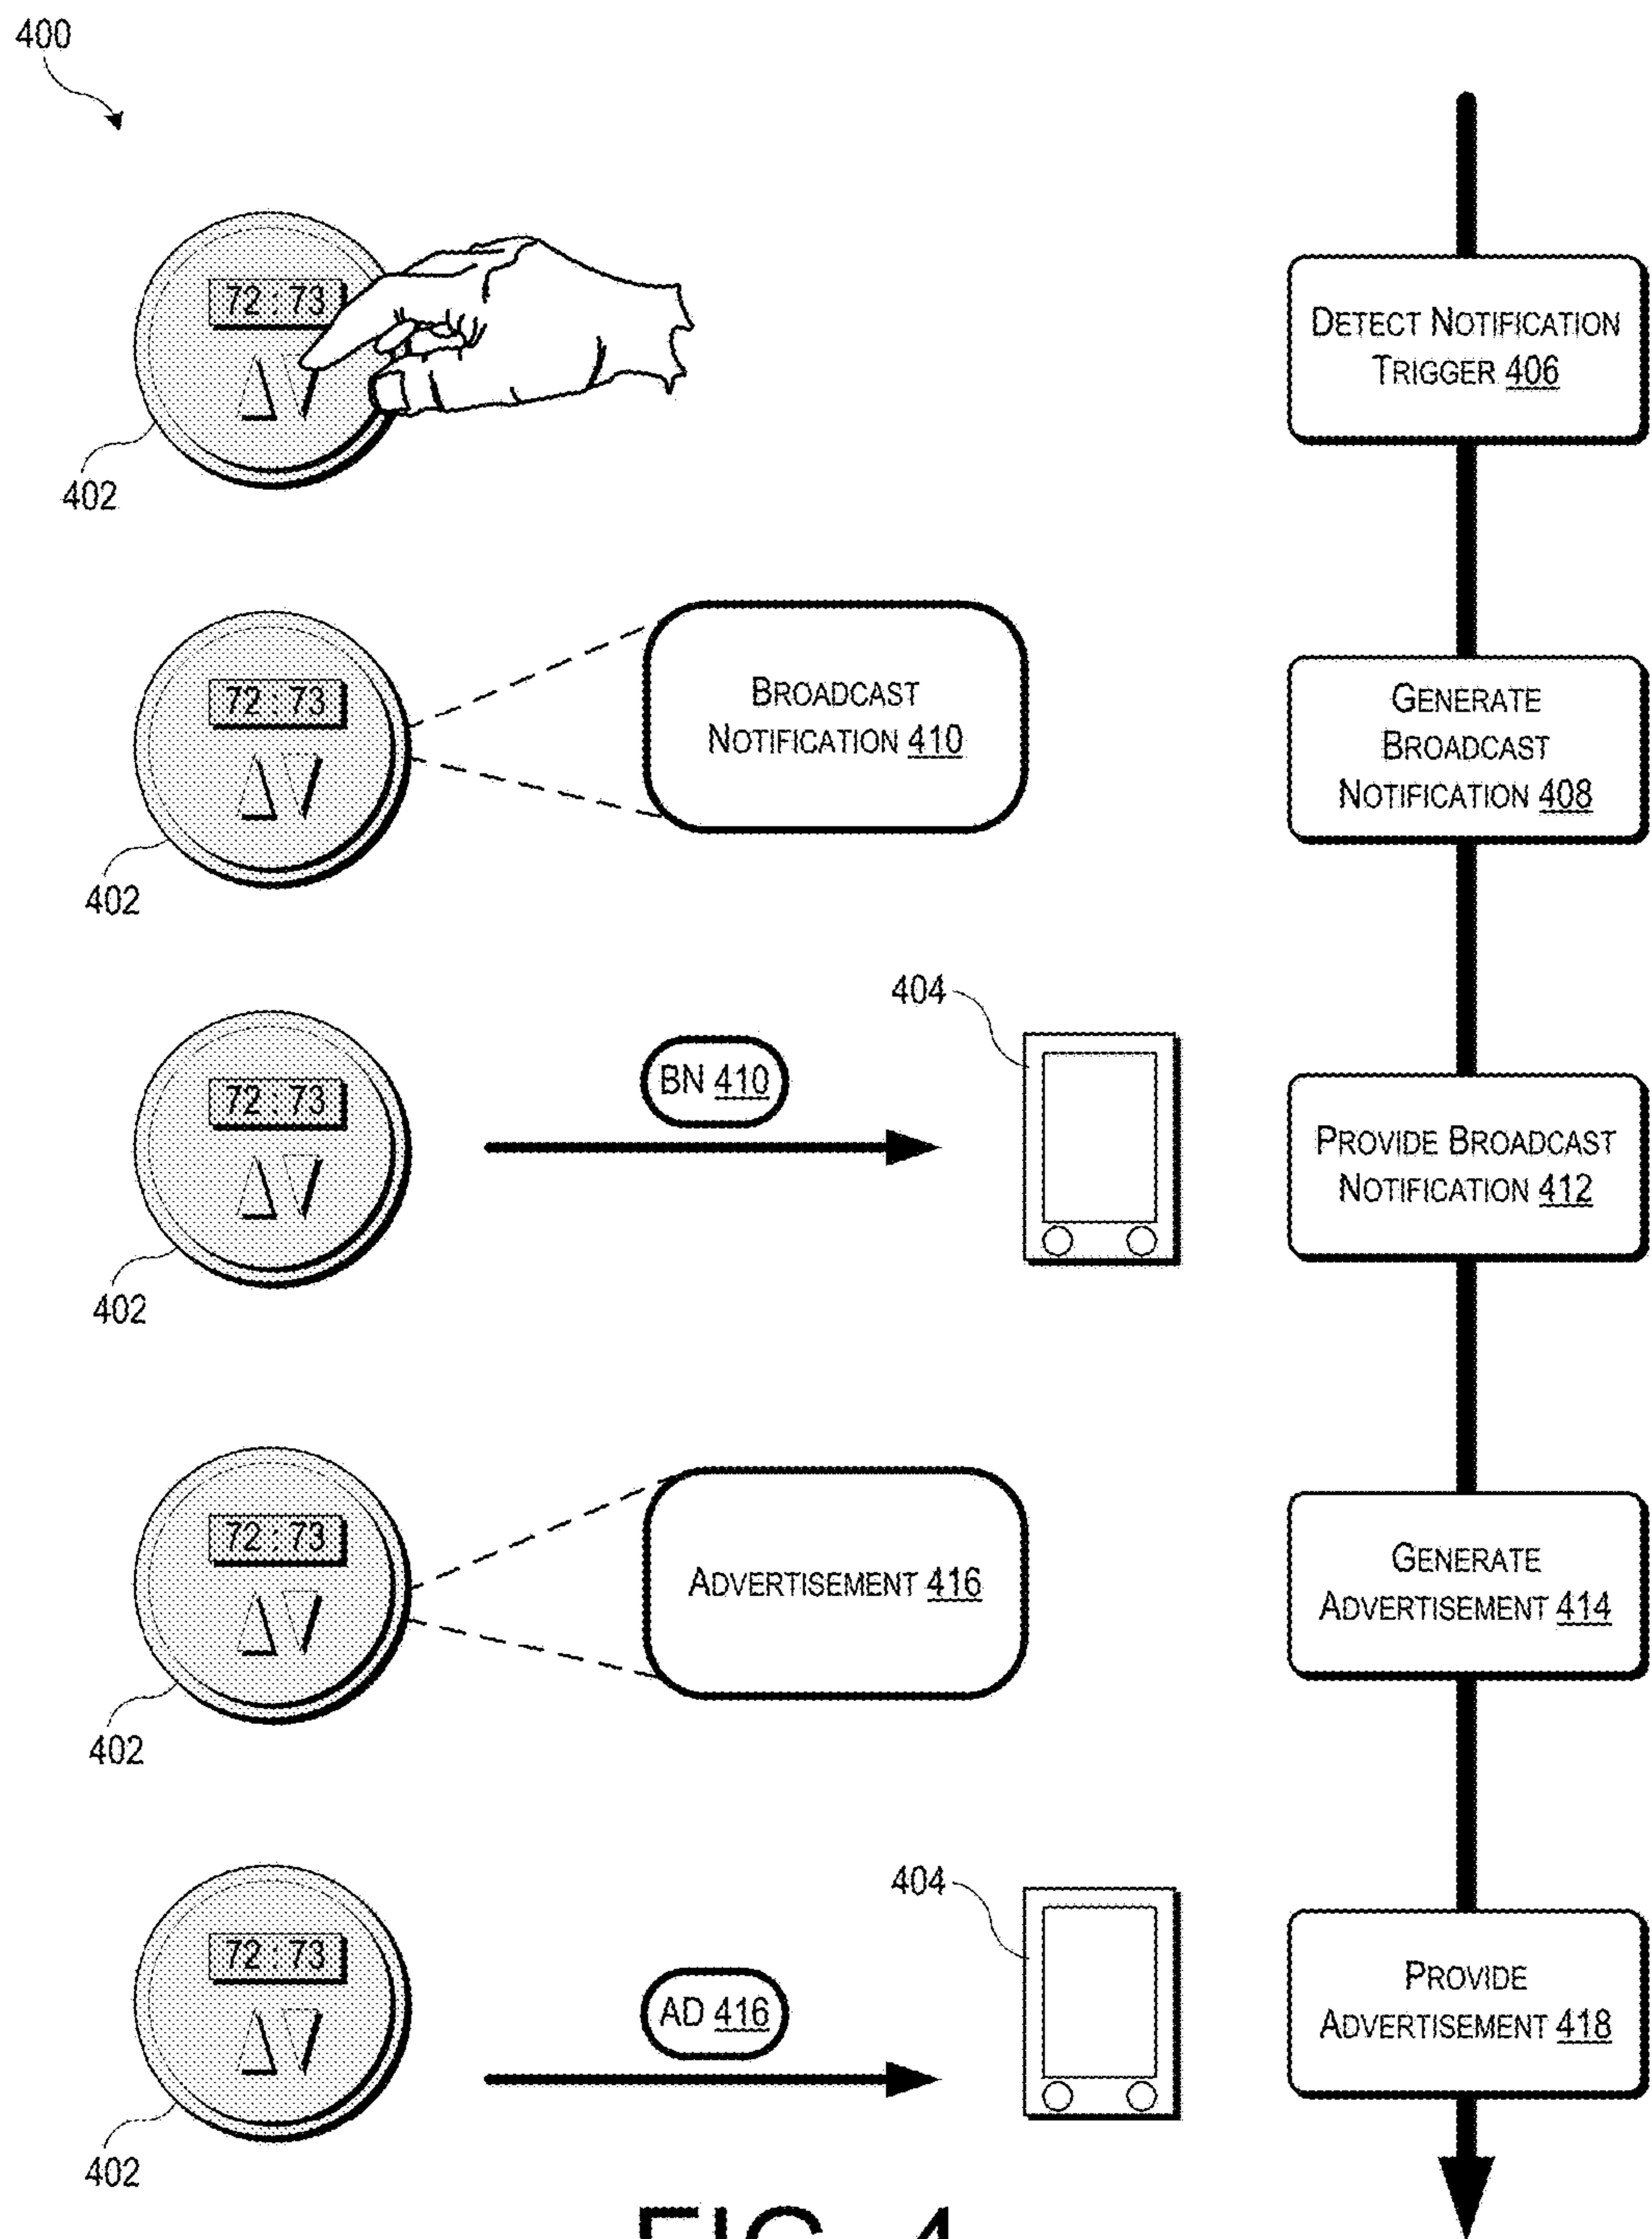 400
72 : 73
402
DETECT NOTIFICATION
TRIGGER 406
72 : 73
402
BROADCAST
NOTIFICATION 410
GENERATE
BROADCAST
NOTIFICATION 408
72 : 73
402
BN 410
404
PROVIDE BROADCAST
NOTIFICATION 412
72 : 73
402
ADVERTISEMENT 416
GENERATE
ADVERTISEMENT 414
72 : 73
402
AD 416
404
PROVIDE
ADVERTISEMENT 418
FIG. 4